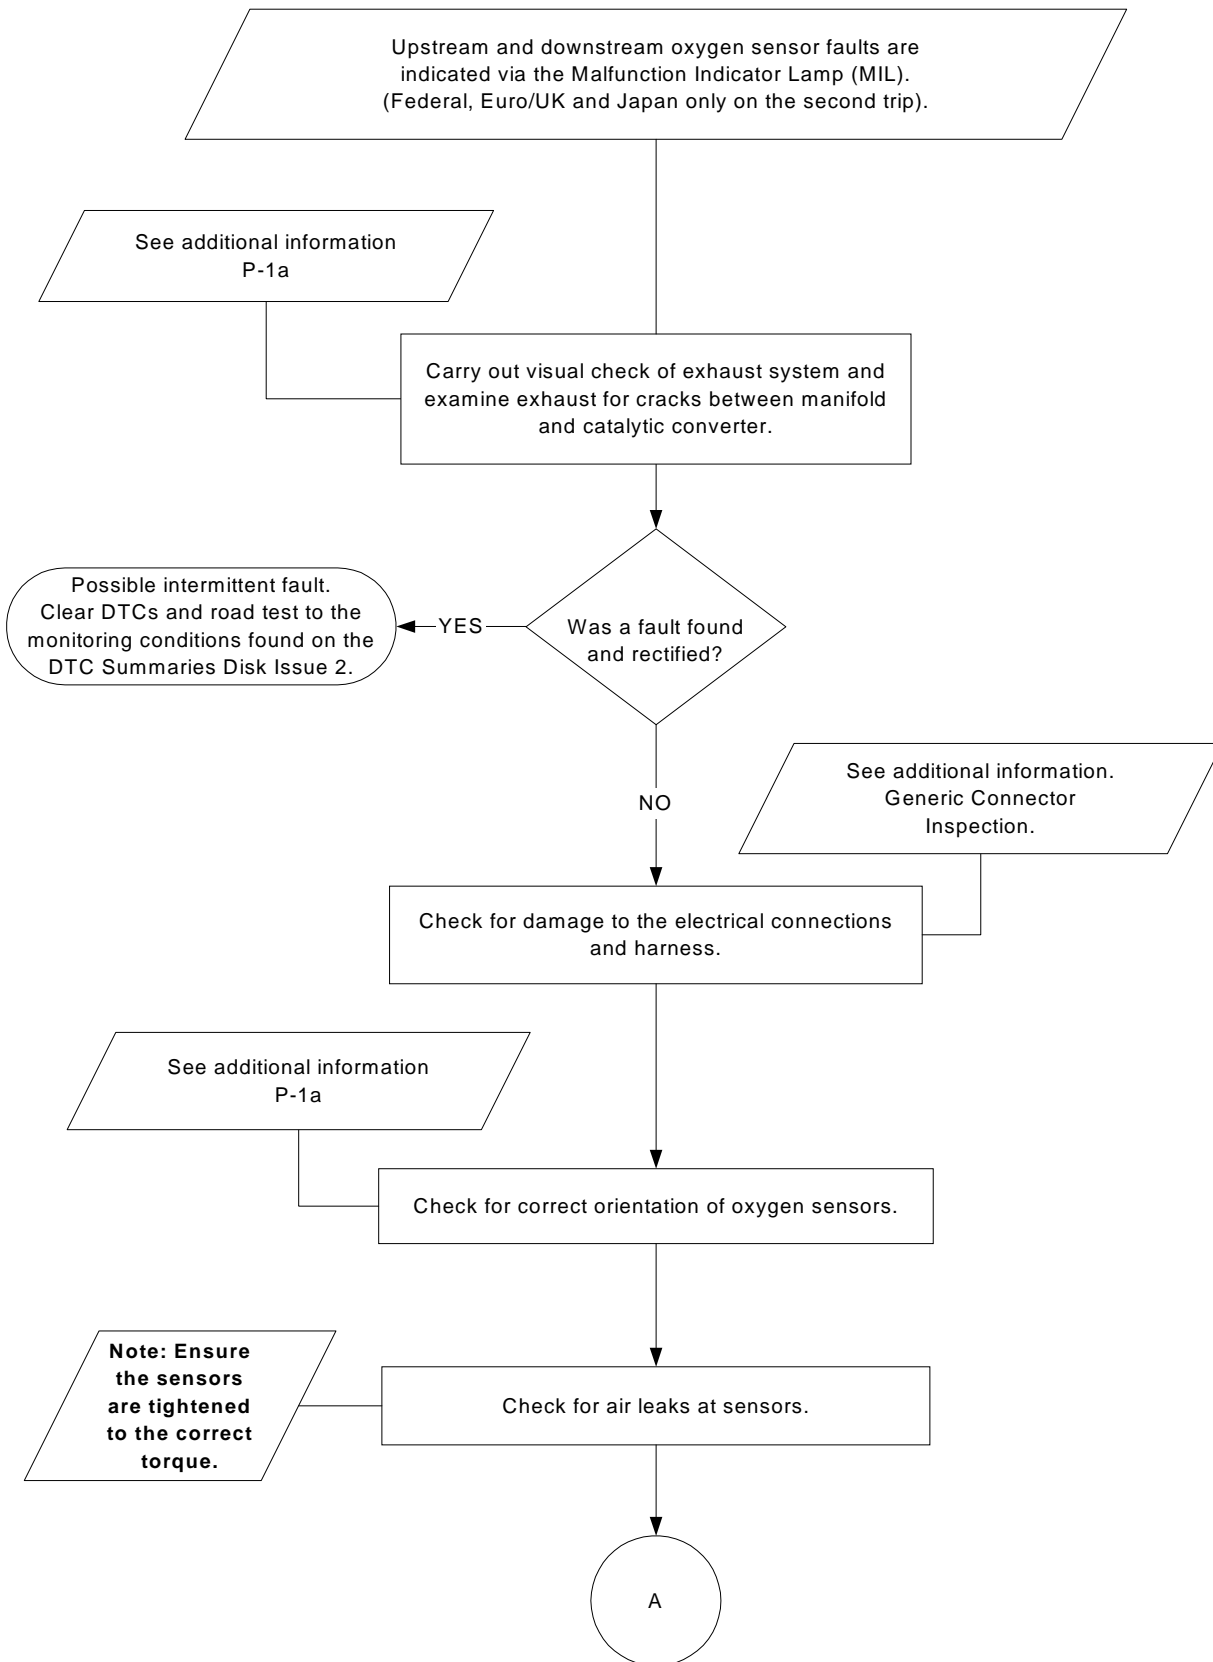 Upstream and downstream oxygen sensor faults are
indicated via the Malfunction Indicator Lamp (MIL).
(Federal, Euro/UK and Japan only on the second trip).
See additional information
P-1a
Carry out visual check of exhaust system and
examine exhaust for cracks between manifold
and catalytic converter.
Possible intermittent fault.
Clear DTCs and road test to the
monitoring conditions found on the
DTC Summaries Disk Issue 2.
YES
Was a fault found
and rectified?
NO
See additional information.
Generic Connector
Inspection.
Check for damage to the electrical connections
and harness.
See additional information
P-1a
Check for correct orientation of oxygen sensors.
Note: Ensure
the sensors
are tightened
to the correct
torque.
Check for air leaks at sensors.
A